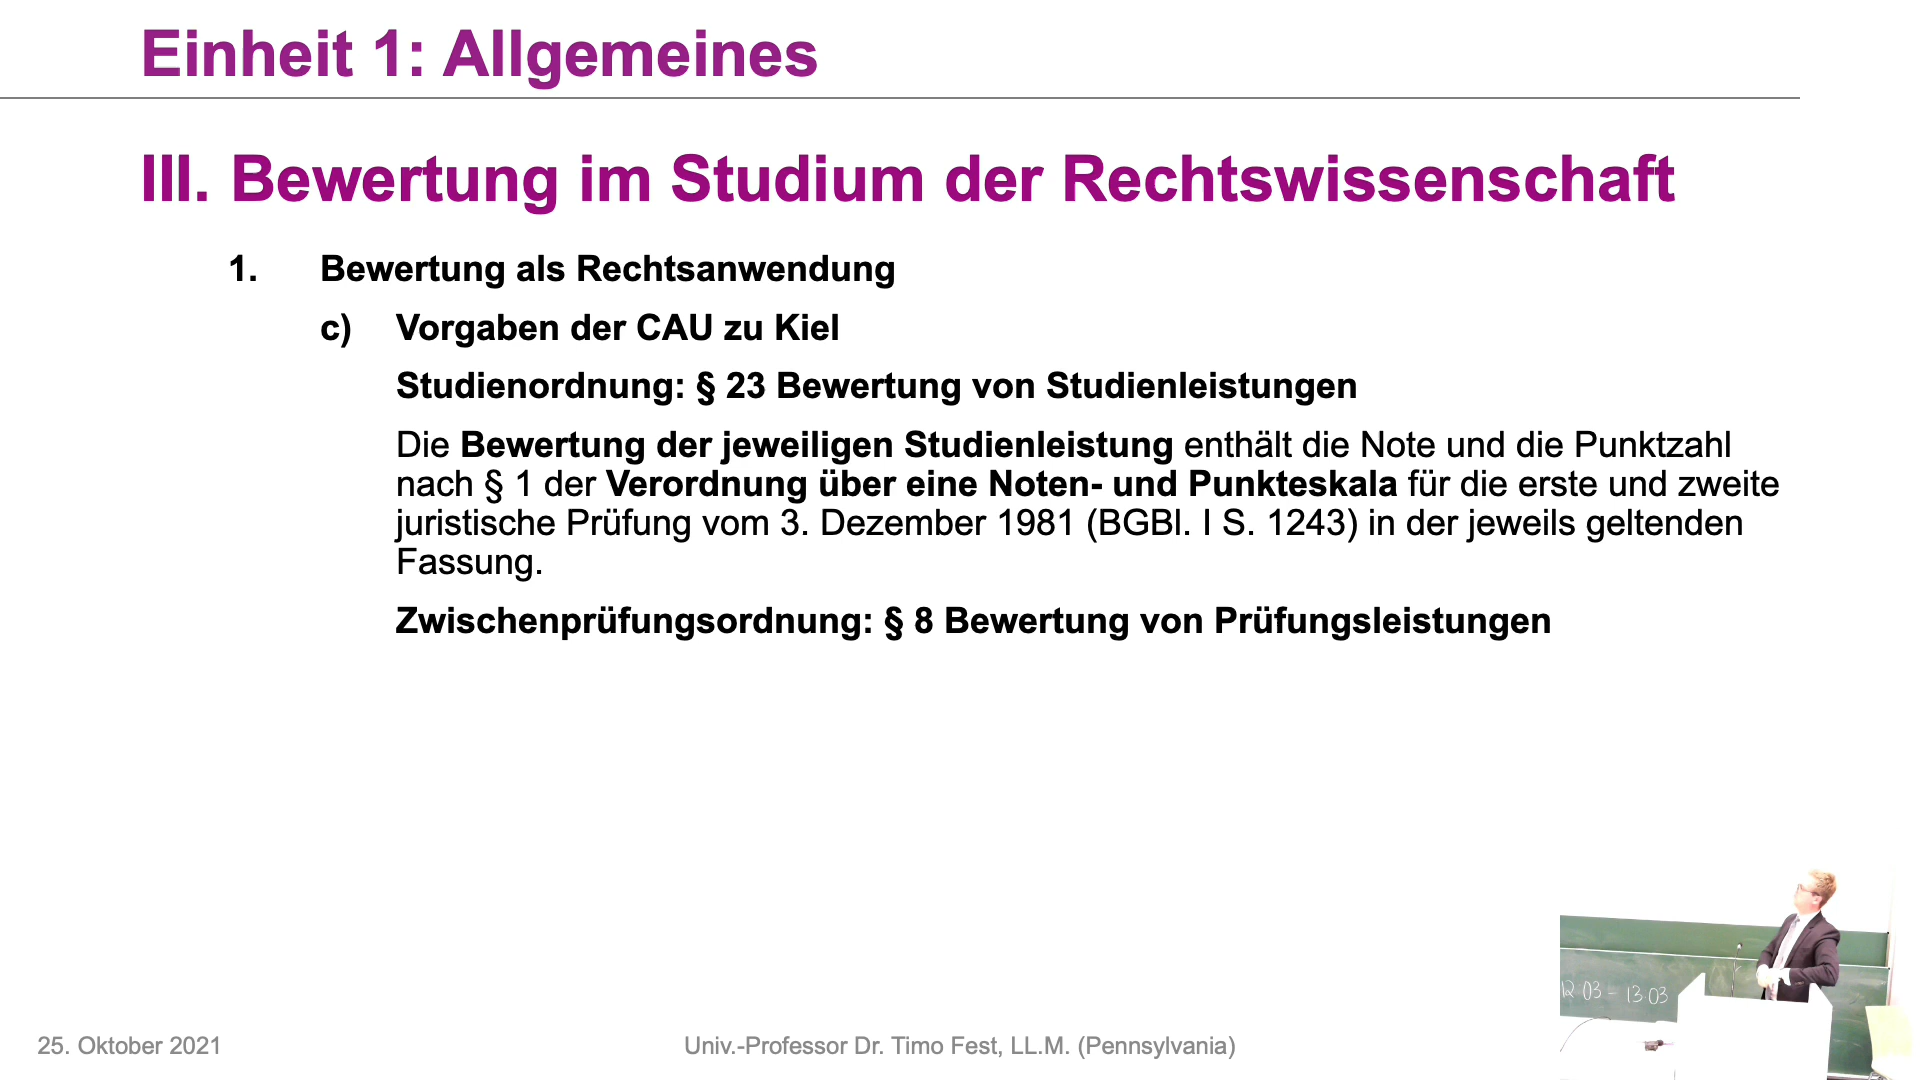 Einheit 1: Allgemeines
III. Bewertung im Studium der Rechtswissenschaft
1. Bewertung als Rechtsanwendung
c) Vorgaben der CAU zu Kiel
Studienordnung: § 23 Bewertung von Studienleistungen
Die Bewertung der jeweiligen Studienleistung enthält die Note und die Punktzahl
nach § 1 der Verordnung über eine Noten- und Punkteskala für die erste und zweite
juristische Prüfung vom 3. Dezember 1981 (BGBl. I S. 1243) in der jeweils geltenden
Fassung.
Zwischenprüfungsordnung: § 8 Bewertung von Prüfungsleistungen
12:03 - 13:03
25. Oktober 2021
Univ.-Professor Dr. Timo Fest, LL.M. (Pennsylvania)